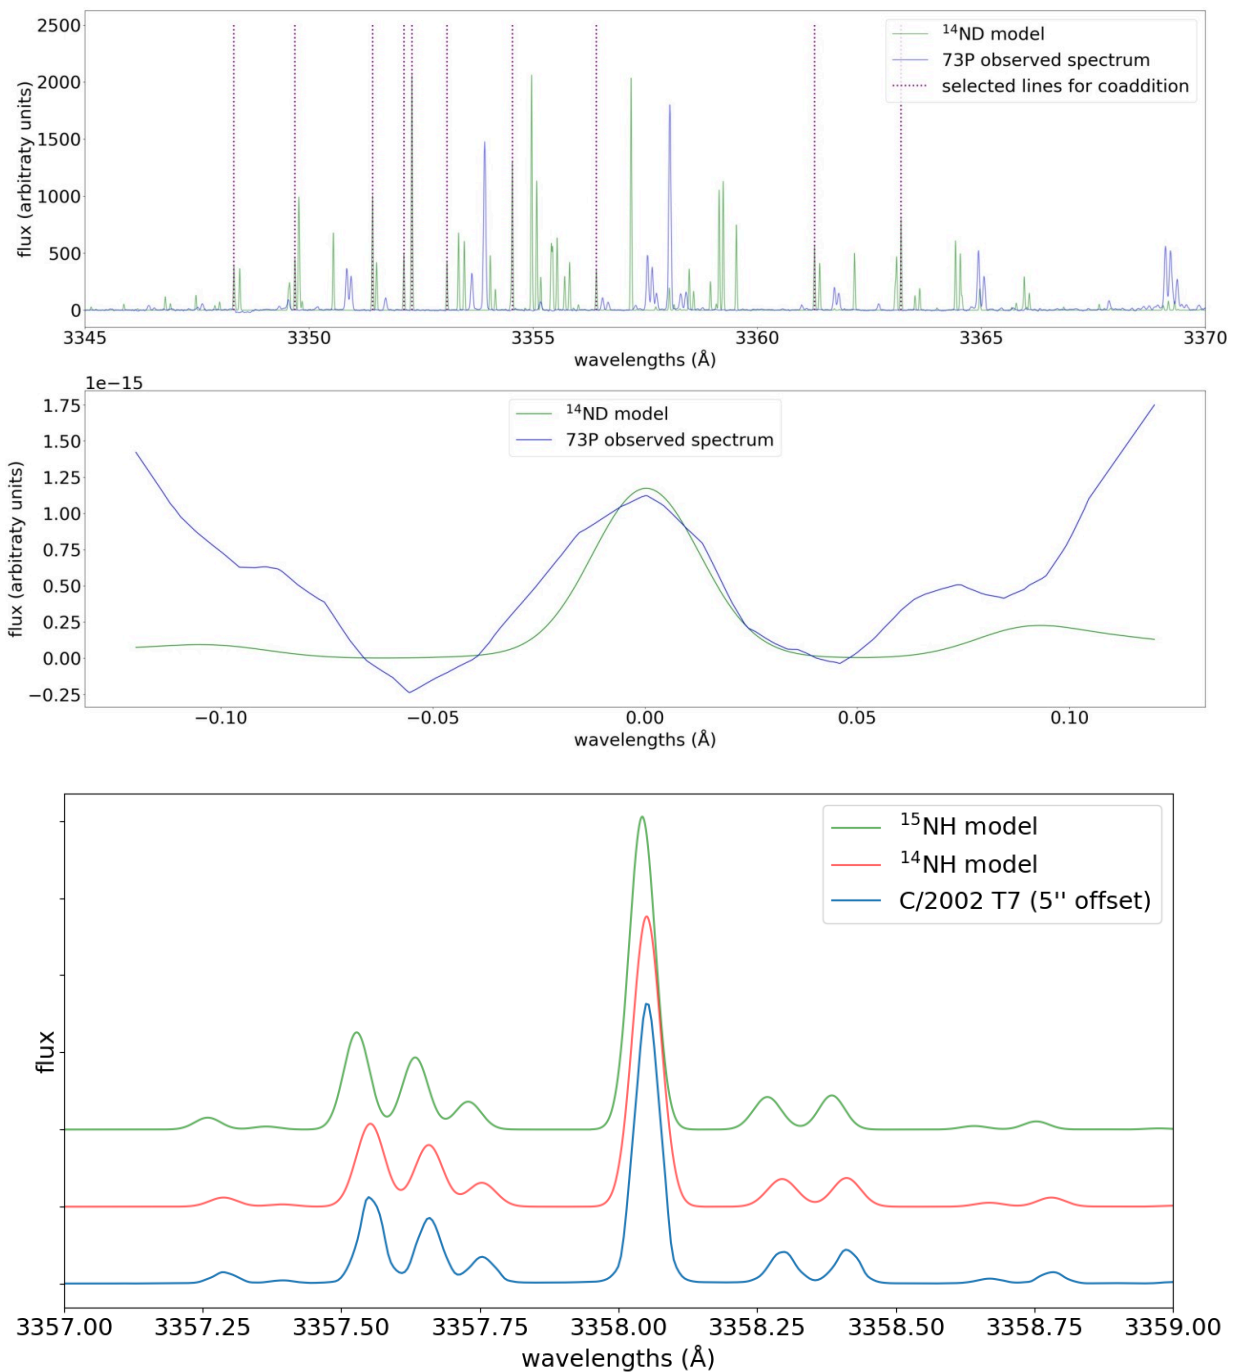 2500
2000
1500
1000
500
0
flux (arbitraty units)
¹⁴ND model
73P observed spectrum
selected lines for coaddition
3345 3350 3355 3360 3365 3370
wavelengths (Å)
1e−15
1.75
1.50
1.25
1.00
0.75
0.50
0.25
0.00
−0.25
flux (arbitraty units)
¹⁴ND model
73P observed spectrum
−0.10 −0.05 0.00 0.05 0.10
wavelengths (Å)
flux
¹⁵NH model
¹⁴NH model
C/2002 T7 (5'' offset)
3357.00 3357.25 3357.50 3357.75 3358.00 3358.25 3358.50 3358.75 3359.00
wavelengths (Å)